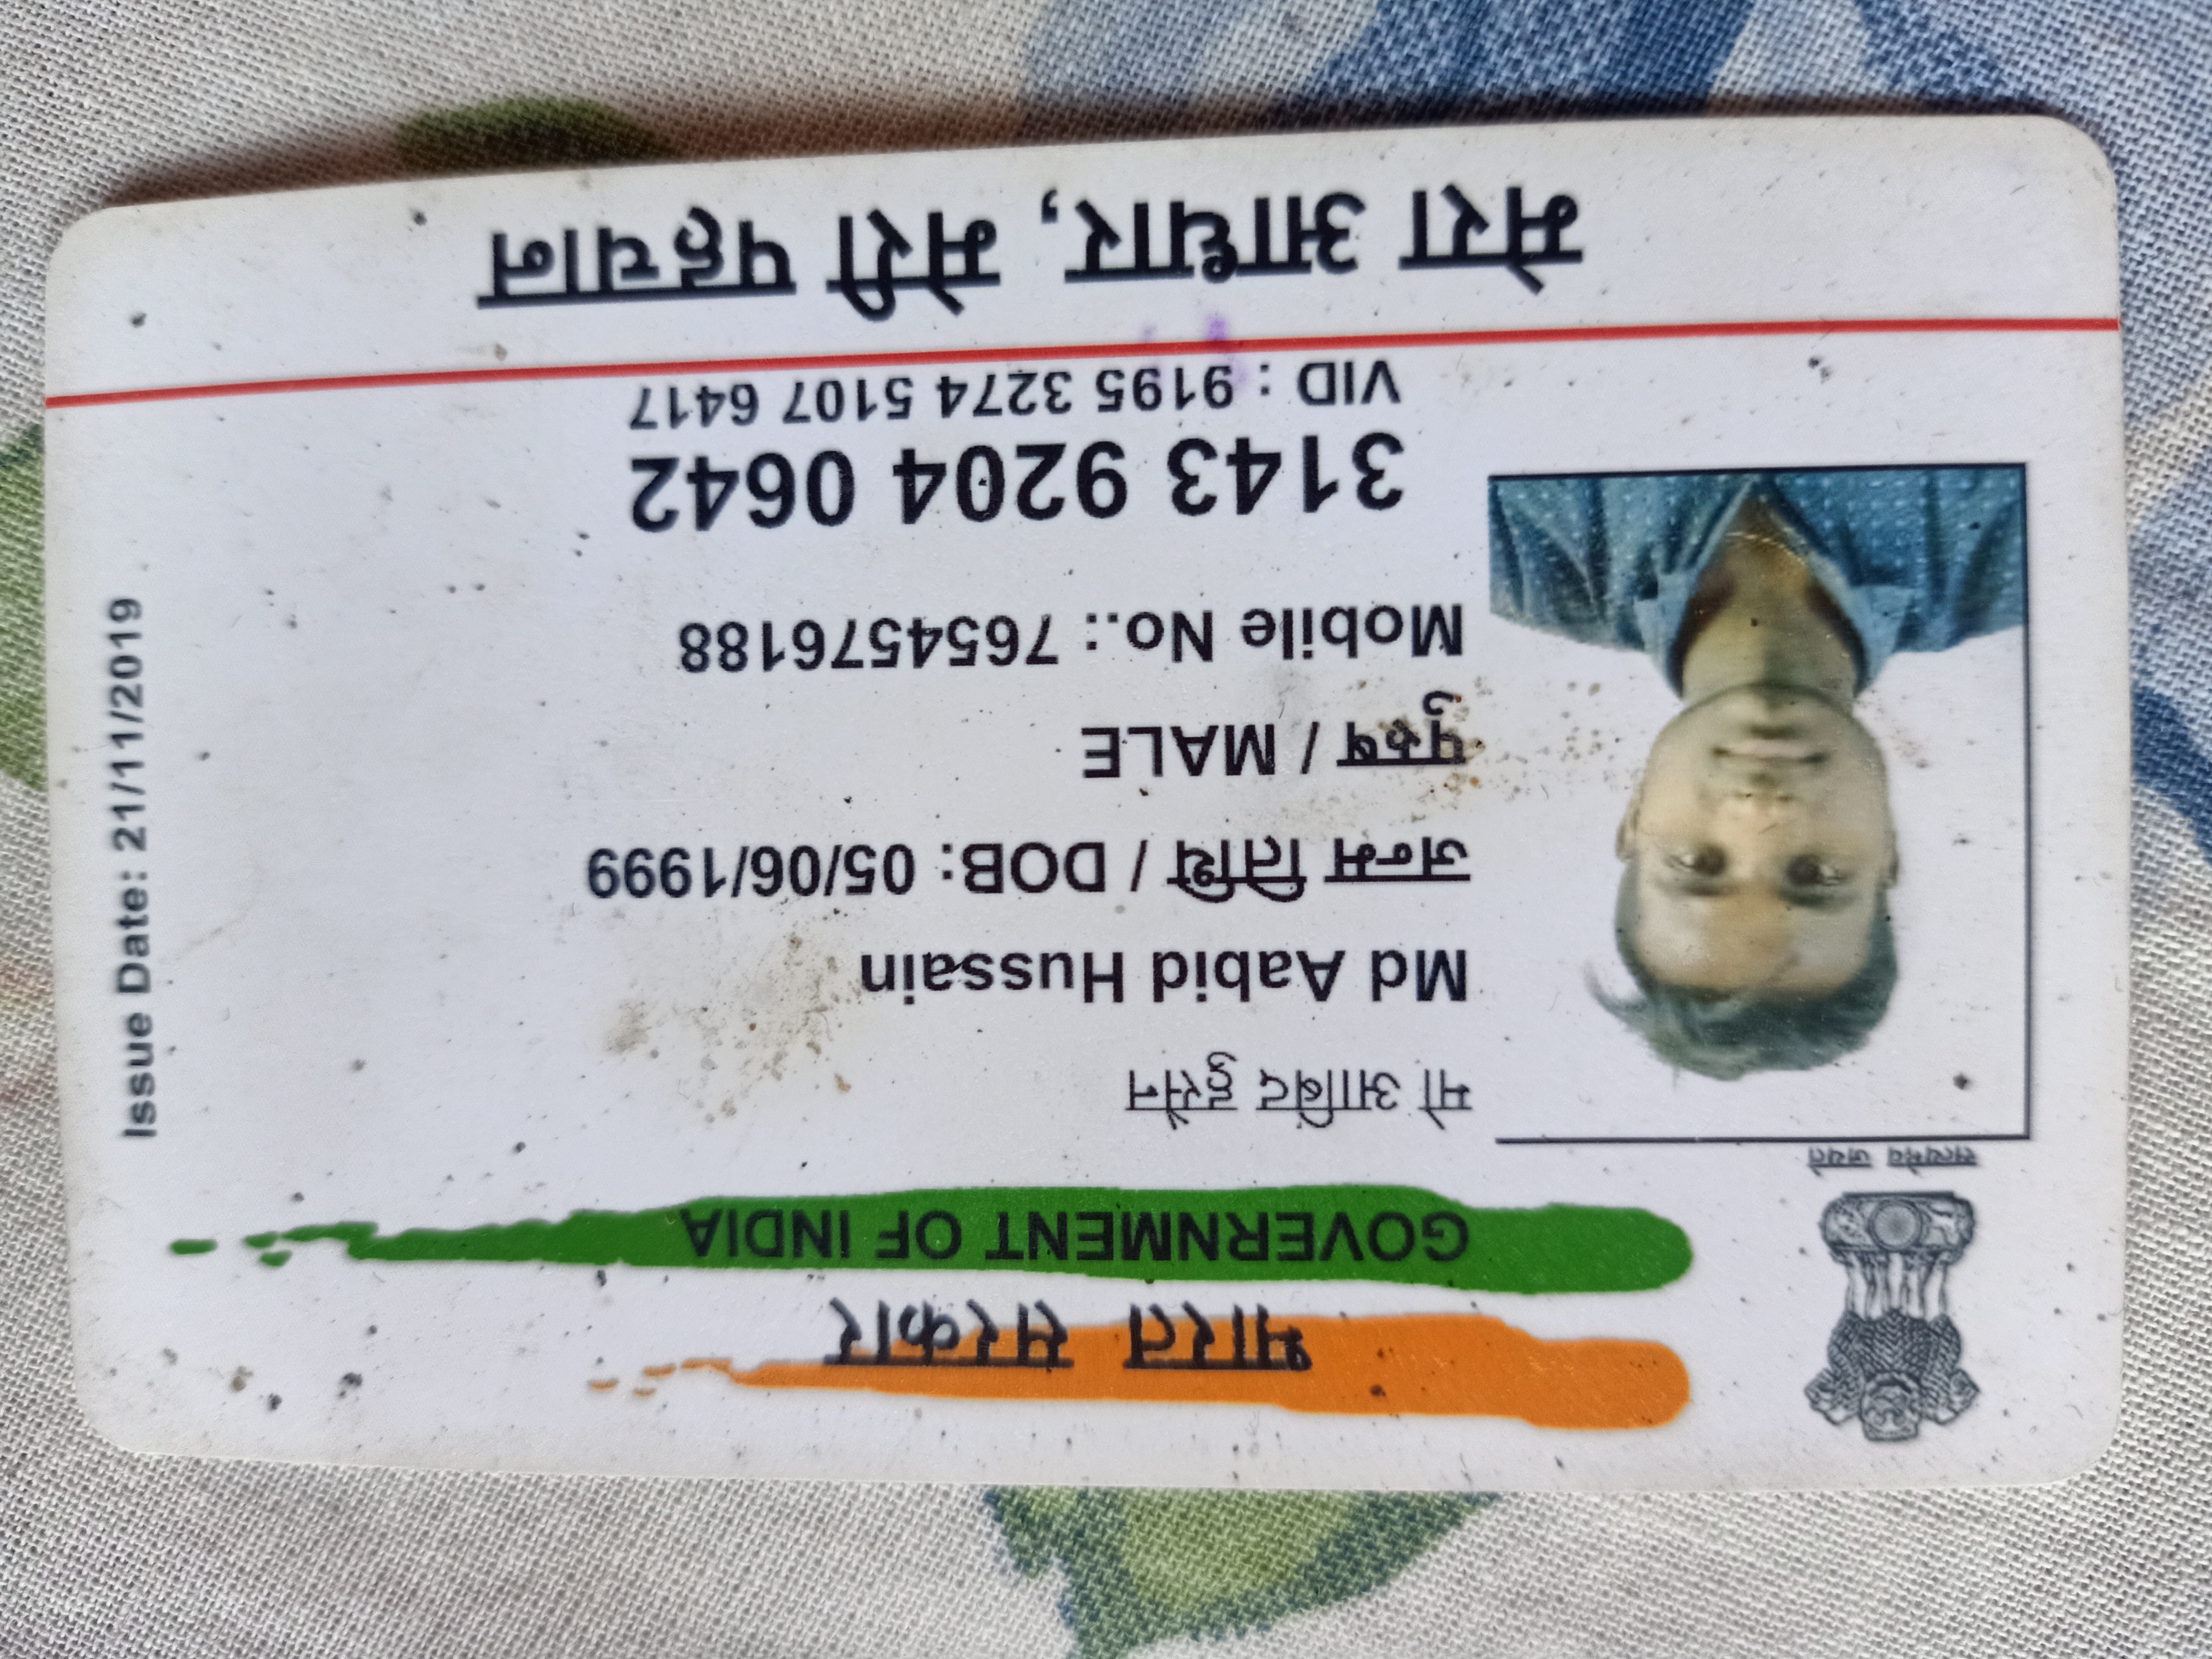 भारत सरकार
GOVERNMENT OF INDIA
सत्यमेव जयते
मो आबिद हुसैन
Md Aabid Hussain
जन्म तिथि / DOB: 05/06/1999
पुरुष / MALE
Mobile No.: 7654576188
3143 9204 0642
VID : 9195 3274 5107 6417
मेरा आधार, मेरी पहचान
Issue Date: 21/11/2019